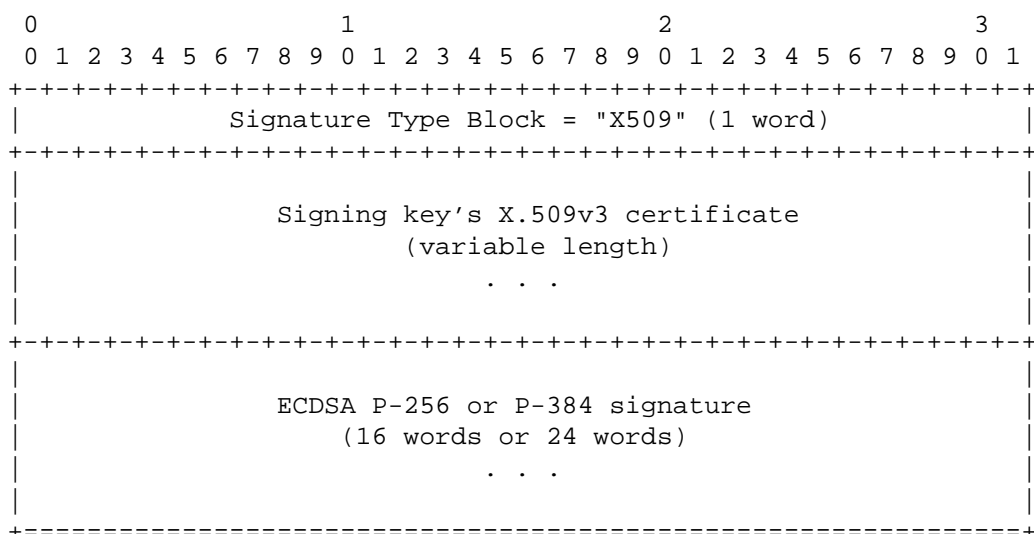 0                   1                   2                   3
 0 1 2 3 4 5 6 7 8 9 0 1 2 3 4 5 6 7 8 9 0 1 2 3 4 5 6 7 8 9 0 1
+-+-+-+-+-+-+-+-+-+-+-+-+-+-+-+-+-+-+-+-+-+-+-+-+-+-+-+-+-+-+-+-+
|             Signature Type Block = "X509" (1 word)            |
+-+-+-+-+-+-+-+-+-+-+-+-+-+-+-+-+-+-+-+-+-+-+-+-+-+-+-+-+-+-+-+-+
|                                                               |
|                Signing key's X.509v3 certificate              |
|                        (variable length)                      |
|                             . . .                             |
|                                                               |
+-+-+-+-+-+-+-+-+-+-+-+-+-+-+-+-+-+-+-+-+-+-+-+-+-+-+-+-+-+-+-+-+
|                                                               |
|                ECDSA P-256 or P-384 signature                 |
|                    (16 words or 24 words)                     |
|                             . . .                             |
|                                                               |
+===============================================================+